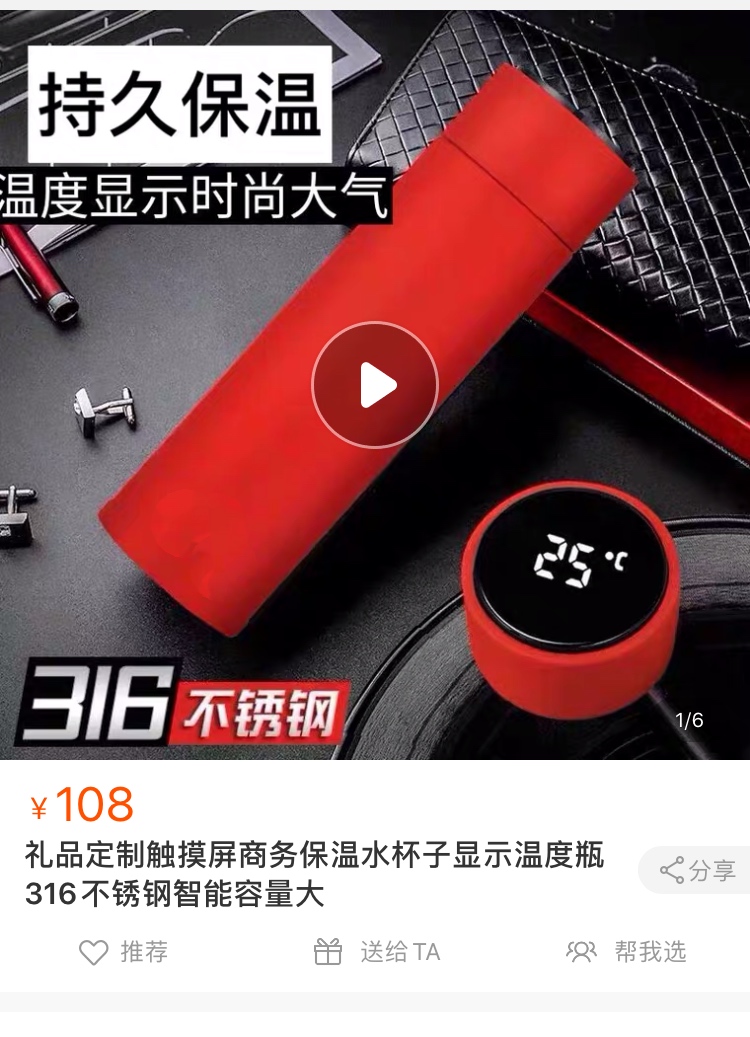 持久保温
温度显示时尚大气
25℃
316不锈钢
1/6
¥108
礼品定制触摸屏商务保温水杯子显示温度瓶
316不锈钢智能容量大
分享
推荐
送给TA
帮我选